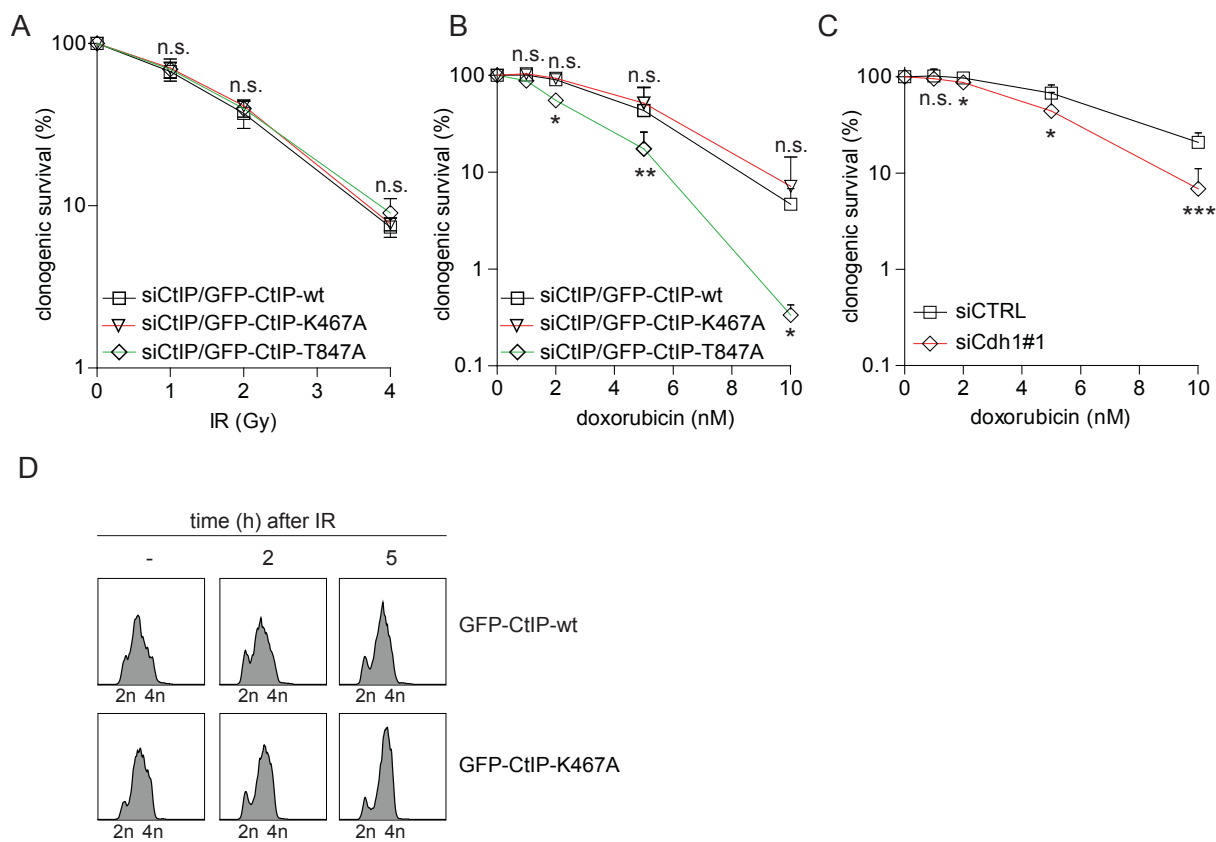 A
clonogenic survival (%)
100
10
1
n.s.
n.s.
n.s.
siCtIP/GFP-CtIP-wt
siCtIP/GFP-CtIP-K467A
siCtIP/GFP-CtIP-T847A
0 1 2 3 4
IR (Gy)
B
clonogenic survival (%)
100
10
1
0.1
n.s.
n.s.
n.s.
n.s.
*
**
*
siCtIP/GFP-CtIP-wt
siCtIP/GFP-CtIP-K467A
siCtIP/GFP-CtIP-T847A
0 2 4 6 8 10
doxorubicin (nM)
C
clonogenic survival (%)
100
10
1
0.1
n.s.
*
*
***
siCTRL
siCdh1#1
0 2 4 6 8 10
doxorubicin (nM)
D
time (h) after IR
- 2 5
GFP-CtIP-wt
2n 4n 2n 4n 2n 4n
GFP-CtIP-K467A
2n 4n 2n 4n 2n 4n